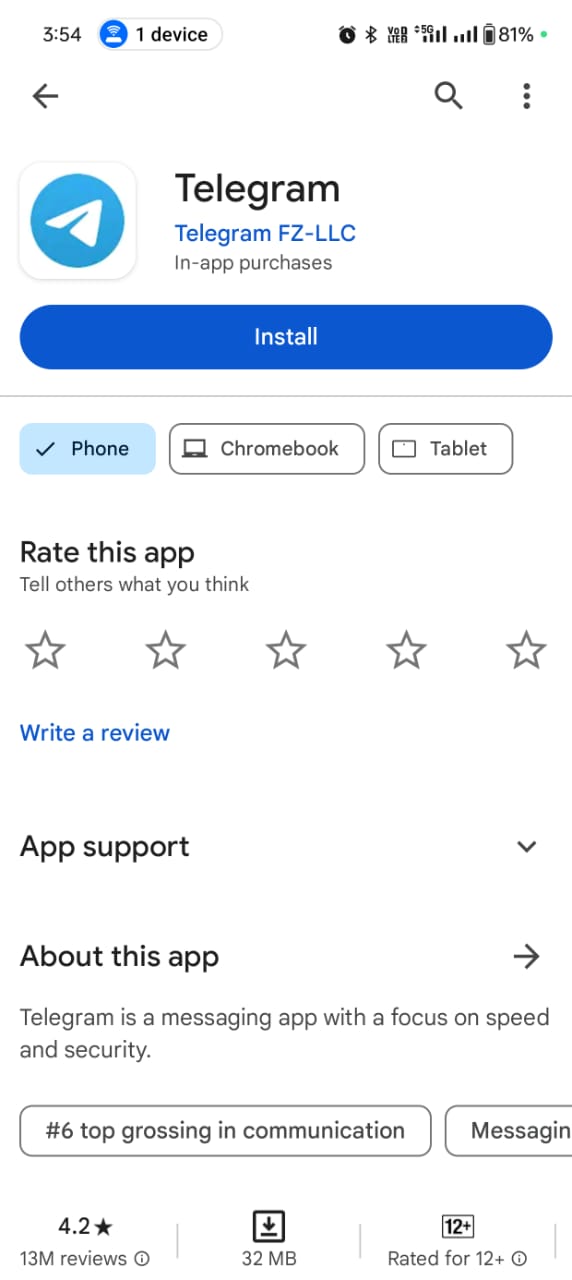 3:54 1 device VoD LTED 5G 81%
Telegram
Telegram FZ-LLC
In-app purchases
Install
Phone Chromebook Tablet
Rate this app
Tell others what you think
Write a review
App support
About this app
Telegram is a messaging app with a focus on speed
and security.
#6 top grossing in communication Messagin
4.2★ 12+
13M reviews 32 MB Rated for 12+